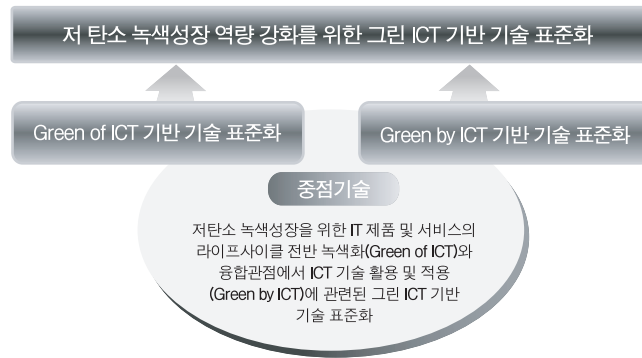 저 탄소 녹색성장 역량 강화를 위한 그린 ICT 기반 기술 표준화
Green of ICT 기반 기술 표준화
Green by ICT 기반 기술 표준화
중점기술
저탄소 녹색성장을 위한 IT 제품 및 서비스의
라이프사이클 전반 녹색화(Green of ICT)와
융합관점에서 ICT 기술 활용 및 적용
(Green by ICT)에 관련된 그린 ICT 기반
기술 표준화